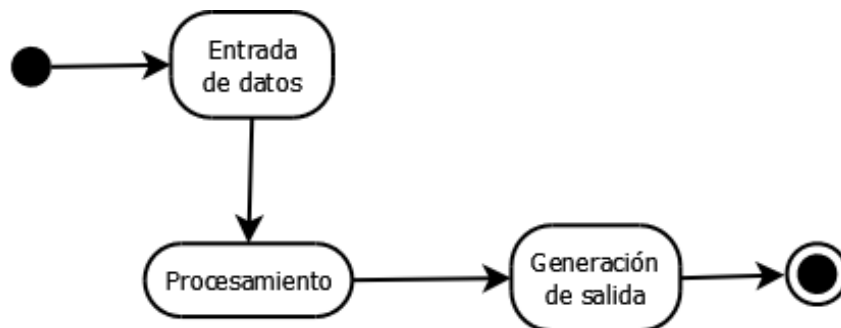 Entrada
de datos
Procesamiento
Generación
de salida